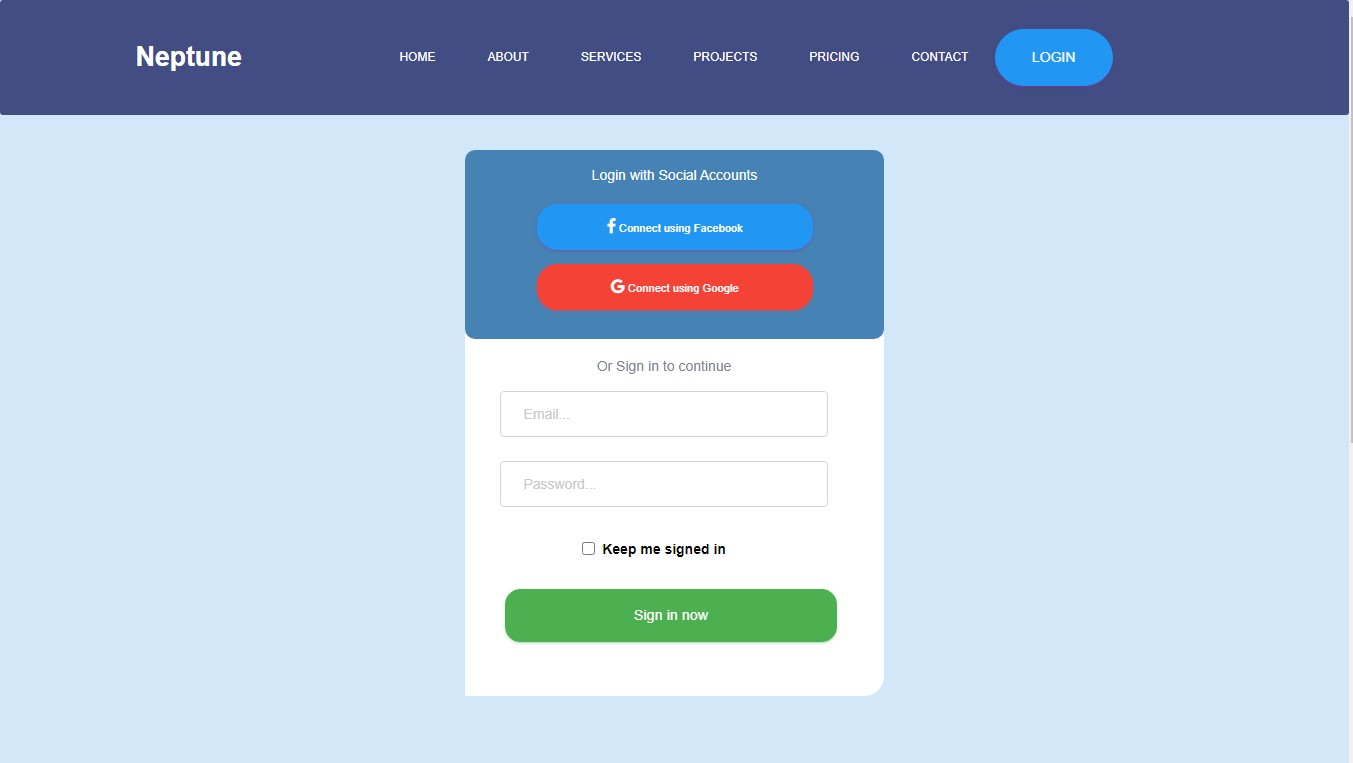 Neptune
HOME ABOUT SERVICES PROJECTS PRICING CONTACT LOGIN
Login with Social Accounts
Connect using Facebook
Connect using Google
Or Sign in to continue
Email...
Password...
Keep me signed in
Sign in now